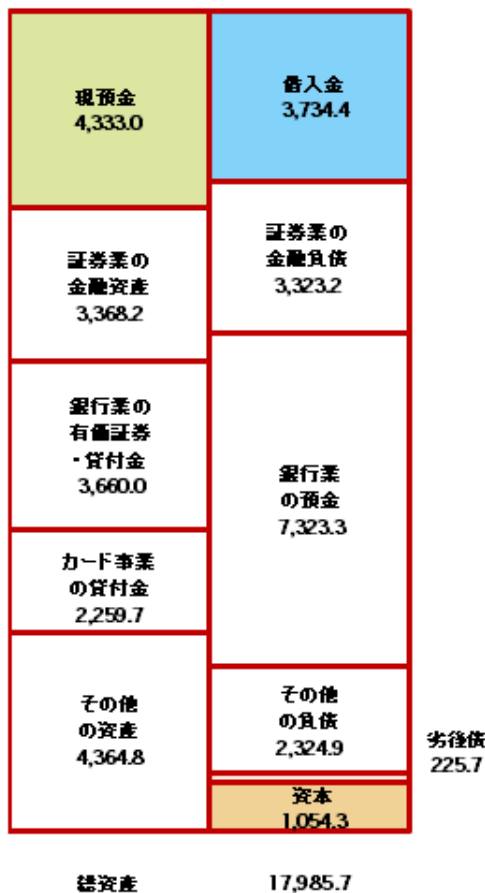 現預金
4,333.0
証券業の
金融資産
3,368.2
銀行業の
有価証券
・貸付金
3,660.0
カード事業
の貸付金
2,259.7
その他
の資産
4,364.8
借入金
3,734.4
証券業の
金融負債
3,323.2
銀行業
の預金
7,323.3
その他
の負債
2,324.9
劣後債
225.7
資本
1,054.3
総資産 17,985.7